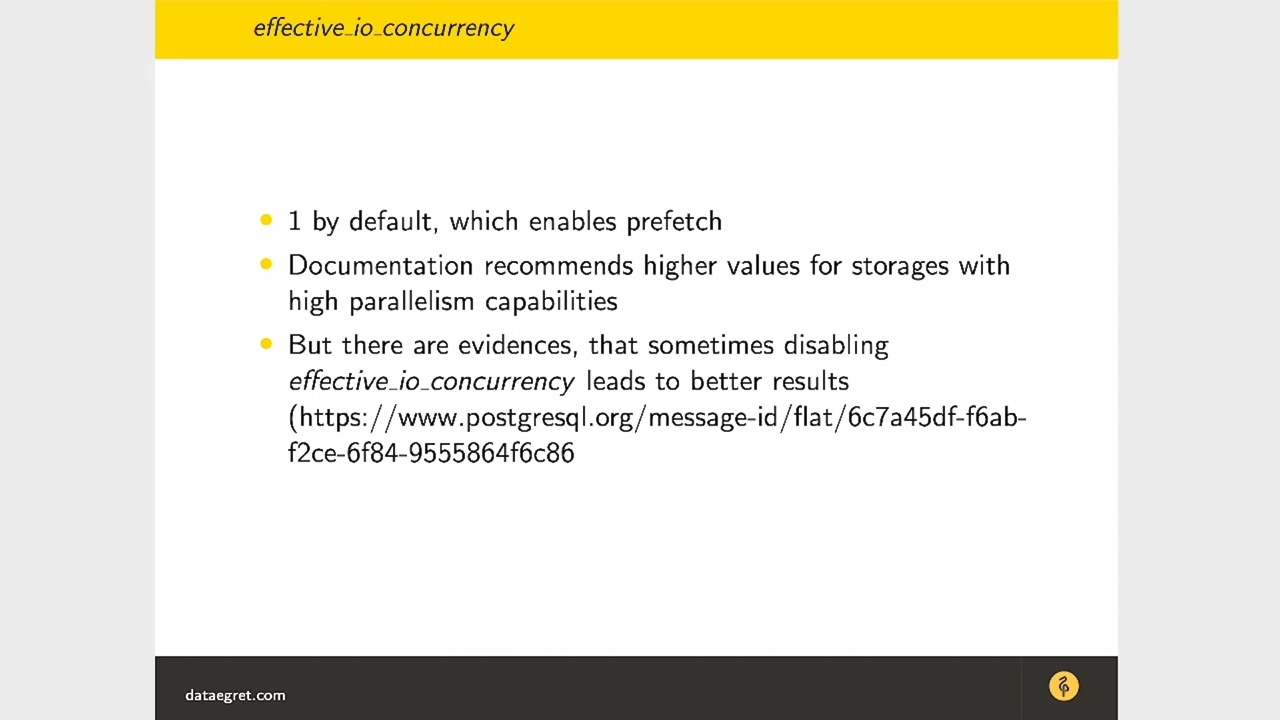 effective_io_concurrency
1 by default, which enables prefetch
Documentation recommends higher values for storages with
high parallelism capabilities
But there are evidences, that sometimes disabling
effective_io_concurrency leads to better results
(https://www.postgresql.org/message-id/flat/6c7a45df-f6ab-
f2ce-6f84-9555864f6c86
dataegret.com